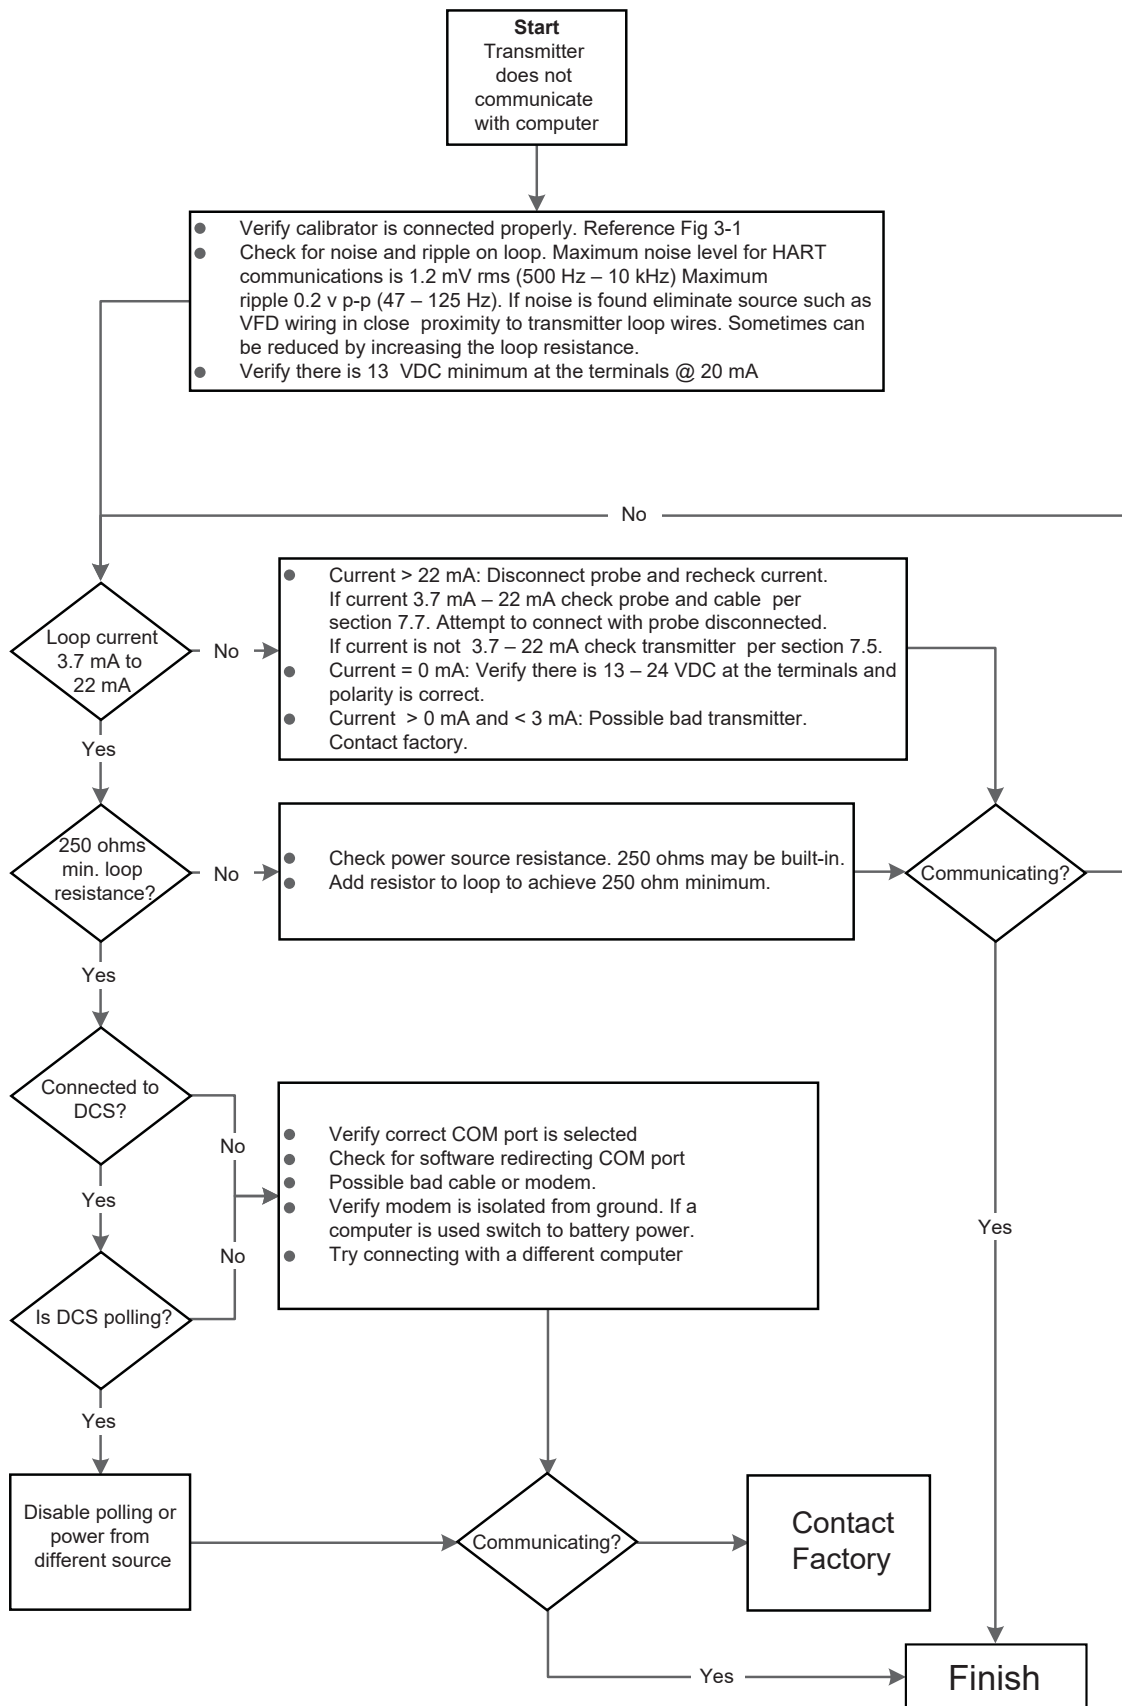 Start
Transmitter
does not
communicate
with computer
Verify calibrator is connected properly. Reference Fig 3-1
Check for noise and ripple on loop. Maximum noise level for HART
communications is 1.2 mV rms (500 Hz – 10 kHz) Maximum
ripple 0.2 v p-p (47 – 125 Hz). If noise is found eliminate source such as
VFD wiring in close proximity to transmitter loop wires. Sometimes can
be reduced by increasing the loop resistance.
Verify there is 13 VDC minimum at the terminals @ 20 mA
No
Loop current
3.7 mA to
22 mA
No
Current > 22 mA: Disconnect probe and recheck current.
If current 3.7 mA – 22 mA check probe and cable per
section 7.7. Attempt to connect with probe disconnected.
If current is not 3.7 – 22 mA check transmitter per section 7.5.
Current = 0 mA: Verify there is 13 – 24 VDC at the terminals and
polarity is correct.
Current > 0 mA and < 3 mA: Possible bad transmitter.
Contact factory.
Yes
250 ohms
min. loop
resistance?
No
Check power source resistance. 250 ohms may be built-in.
Add resistor to loop to achieve 250 ohm minimum.
Communicating?
Yes
Connected to
DCS?
No
Verify correct COM port is selected
Check for software redirecting COM port
Possible bad cable or modem.
Verify modem is isolated from ground. If a
computer is used switch to battery power.
Try connecting with a different computer
Yes
No
Yes
Is DCS polling?
Yes
Disable polling or
power from
different source
Communicating?
Contact
Factory
Yes
Finish